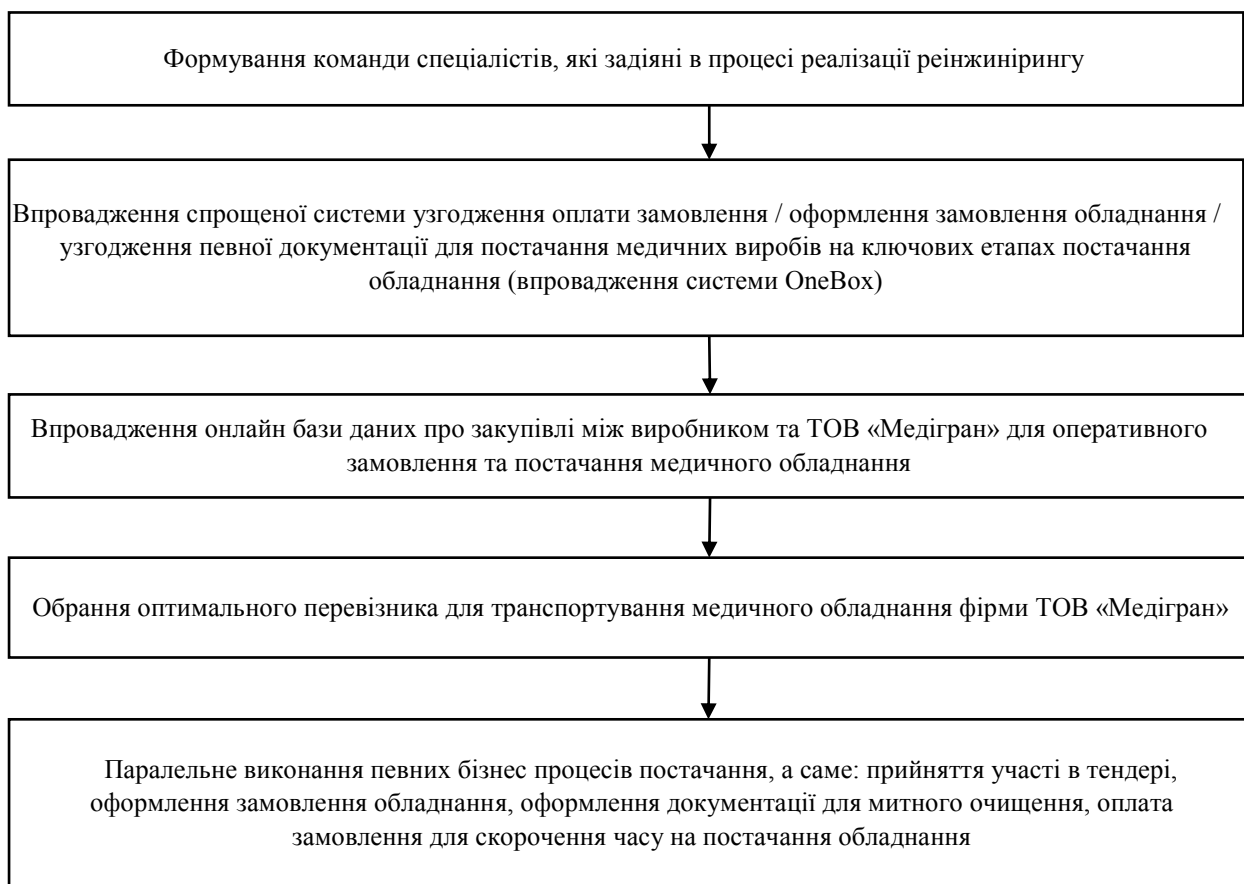 Формування команди спеціалістів, які задіяні в процесі реалізації реінжинірингу
Впровадження спрощеної системи узгодження оплати замовлення / оформлення замовлення обладнання /
узгодження певної документації для постачання медичних виробів на ключових етапах постачання
обладнання (впровадження системи OneBox)
Впровадження онлайн бази даних про закупівлі між виробником та ТОВ «Медігран» для оперативного
замовлення та постачання медичного обладнання
Обрання оптимального перевізника для транспортування медичного обладнання фірми ТОВ «Медігран»
Паралельне виконання певних бізнес процесів постачання, а саме: прийняття участі в тендері,
оформлення замовлення обладнання, оформлення документації для митного очищення, оплата
замовлення для скорочення часу на постачання обладнання